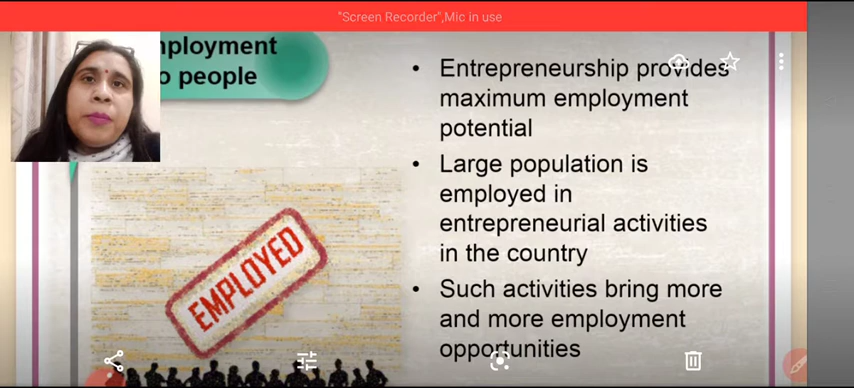 "Screen Recorder",Mic in use
ployment
o people
• Entrepreneurship provides
maximum employment
potential
• Large population is
employed in
entrepreneurial activities
in the country
• Such activities bring more
and more employment
opportunities
EMPLOYED